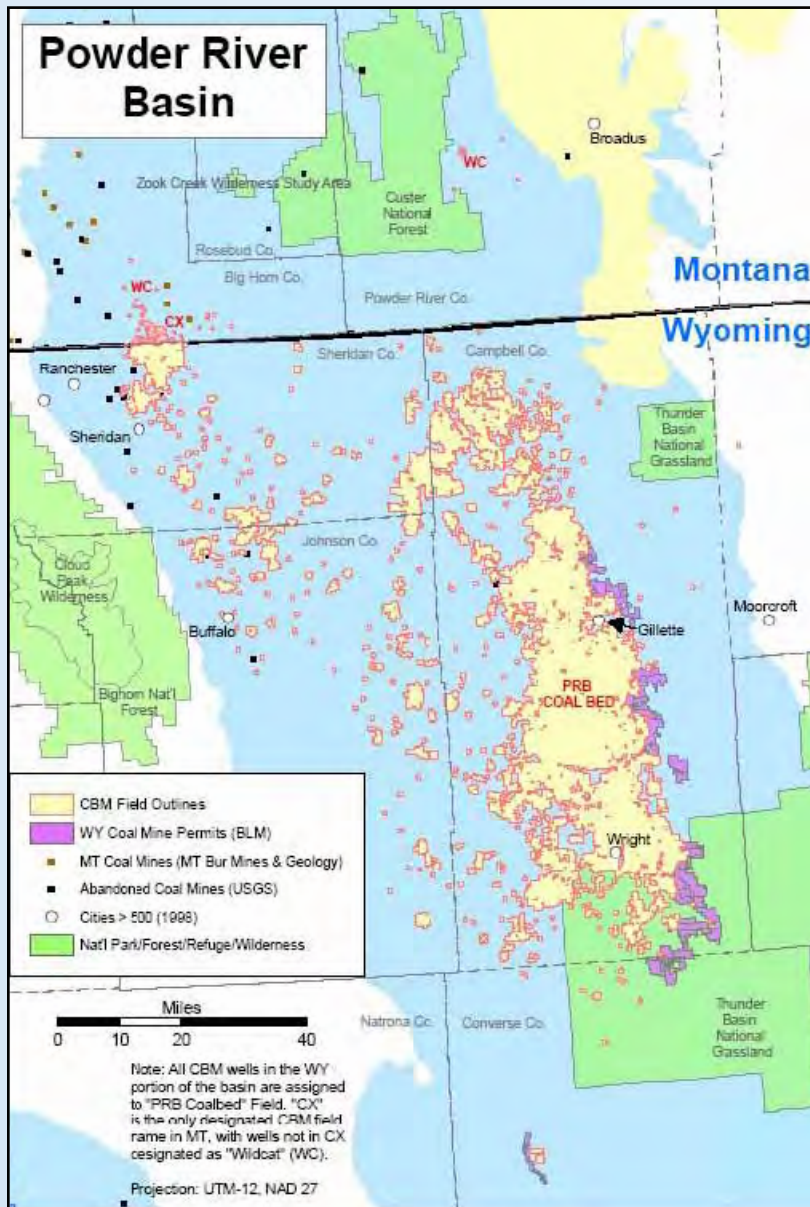 Powder River
Basin
Broadus
WC
Zook Creek Wilderness Study Area
Custer
National
Forest
Rosebud Co.
Big Horn Co.
Montana
WC
Powder River Co.
CX
Wyoming
Sheridan Co.
Campbell Co.
Ranchester
Thunder
Basin
National
Grassland
Sheridan
Johnson Co.
Cloud
Peak
Wilderness
Moorcroft
Buffalo
Gillette
PRB
COAL BED
Bighorn Nat'l
Forest
CBM Field Outlines
WY Coal Mine Permits (BLM)
MT Coal Mines (MT Bur Mines & Geology)
Abandoned Coal Mines (USGS)
Cities > 500 (1998)
Nat'l Park/Forest/Refuge/Wilderness
Wright
Miles
0 10 20 40
Natrona Co.
Converse Co.
Thunder
Basin
National
Grassland
Note: All CBM wells in the WY
portion of the basin are assigned
to "PRB Coalbed" Field. "CX"
is the only designated CBM field
name in MT, with wells not in CX
cesignated as "Wildcat" (WC).
Projection: UTM-12, NAD 27